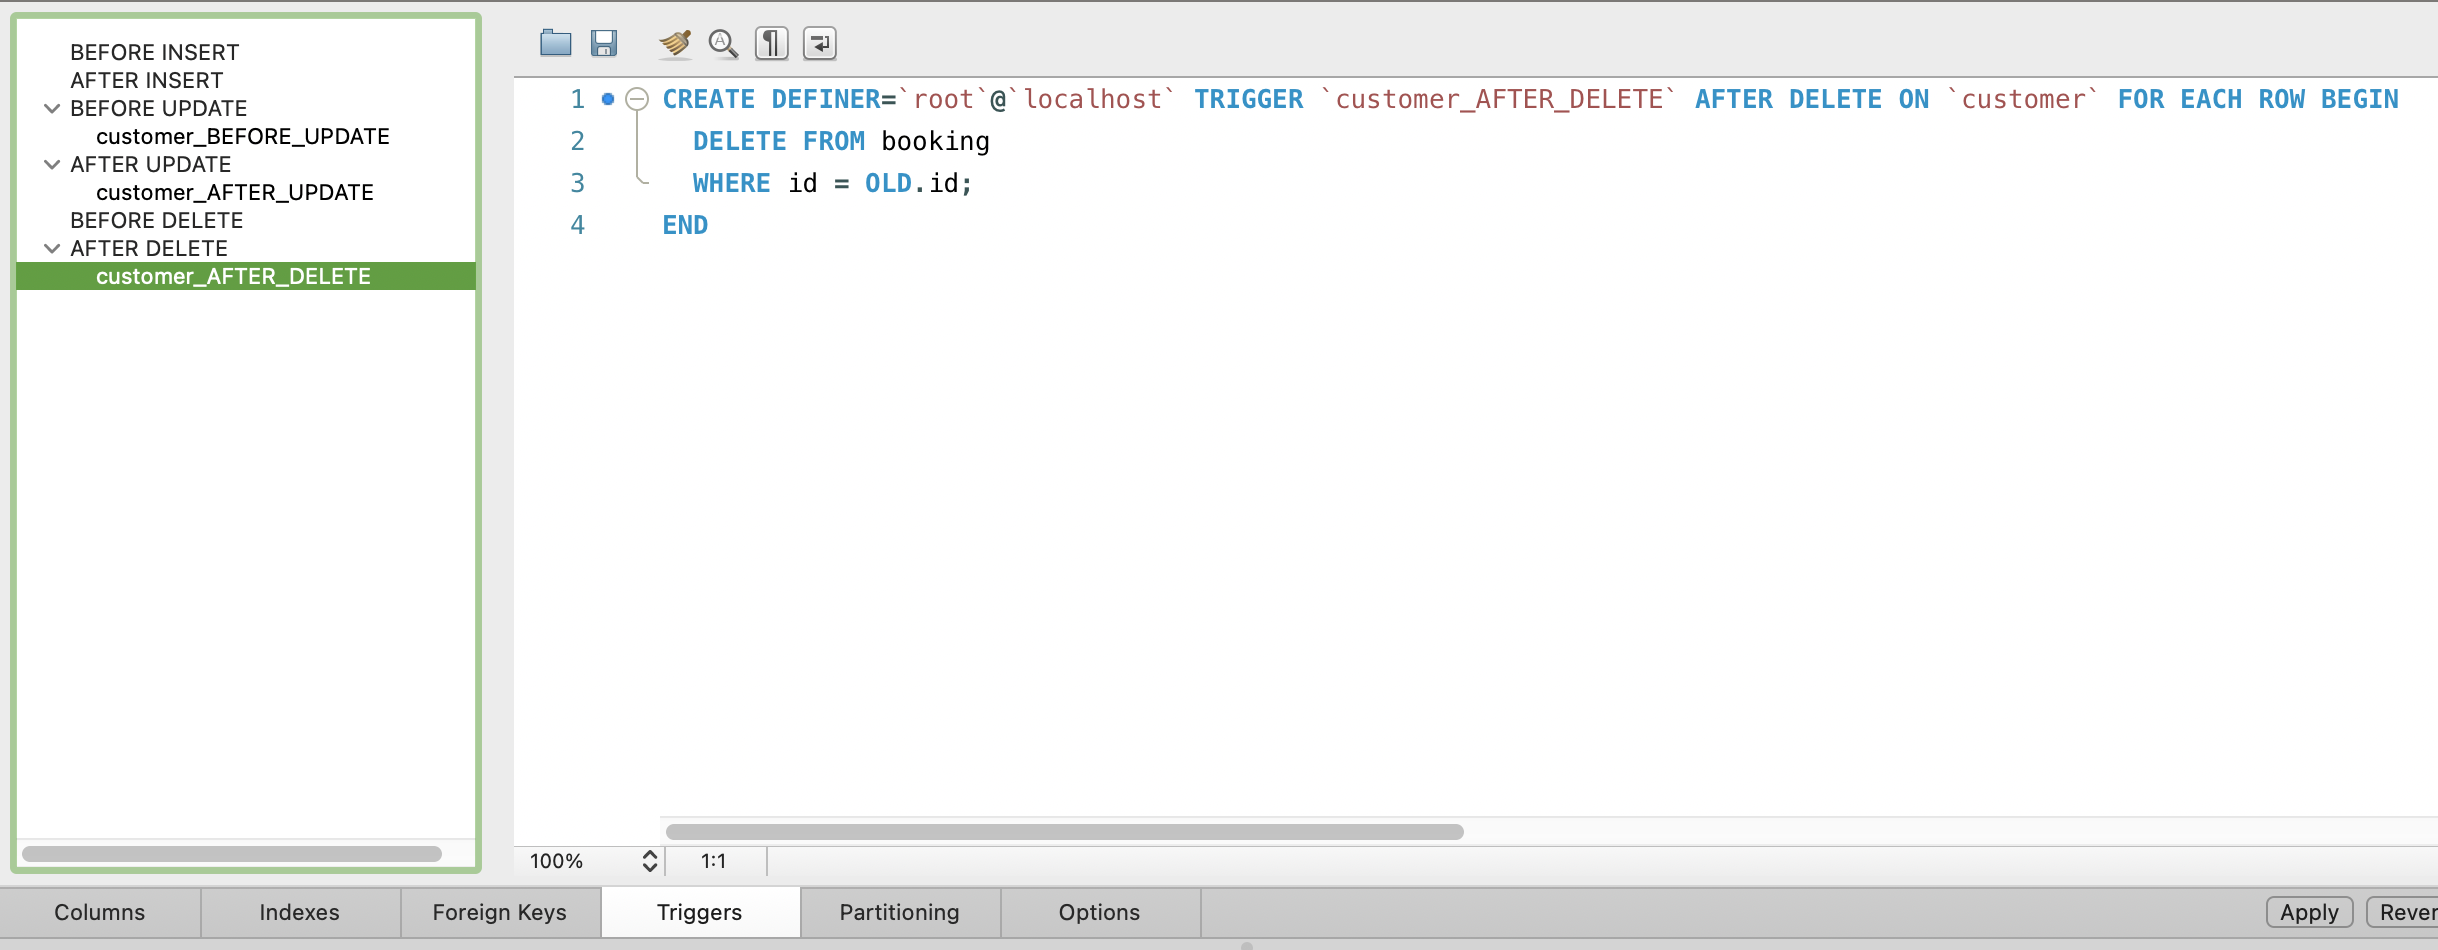 BEFORE INSERT
AFTER INSERT
BEFORE UPDATE
customer_BEFORE_UPDATE
AFTER UPDATE
customer_AFTER_UPDATE
BEFORE DELETE
AFTER DELETE
customer_AFTER_DELETE
1 CREATE DEFINER=`root`@`localhost` TRIGGER `customer_AFTER_DELETE` AFTER DELETE ON `customer` FOR EACH ROW BEGIN
2 DELETE FROM booking
3 WHERE id = OLD.id;
4 END
100% 1:1
Columns Indexes Foreign Keys Triggers Partitioning Options Apply Rever